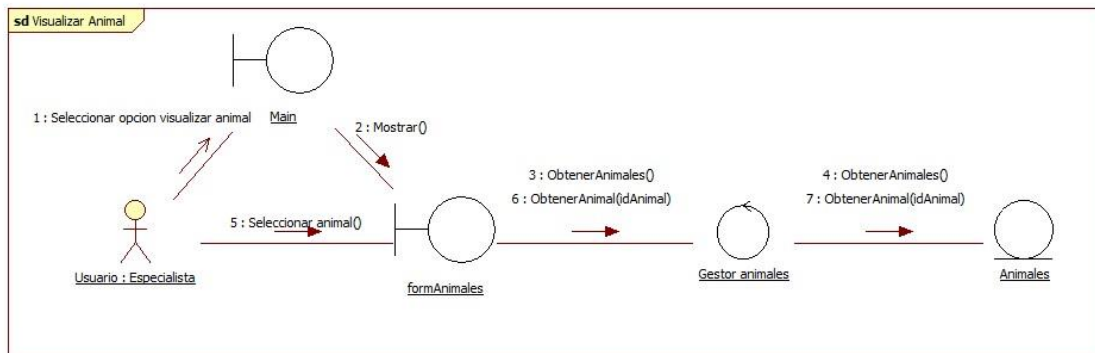 sd Visualizar Animal
1 : Seleccionar opcion visualizar animal
Main
2 : Mostrar()
3 : ObtenerAnimales()
4 : ObtenerAnimales()
6 : ObtenerAnimal(idAnimal)
7 : ObtenerAnimal(idAnimal)
5 : Seleccionar animal()
Usuario : Especialista
formAnimales
Gestor animales
Animales